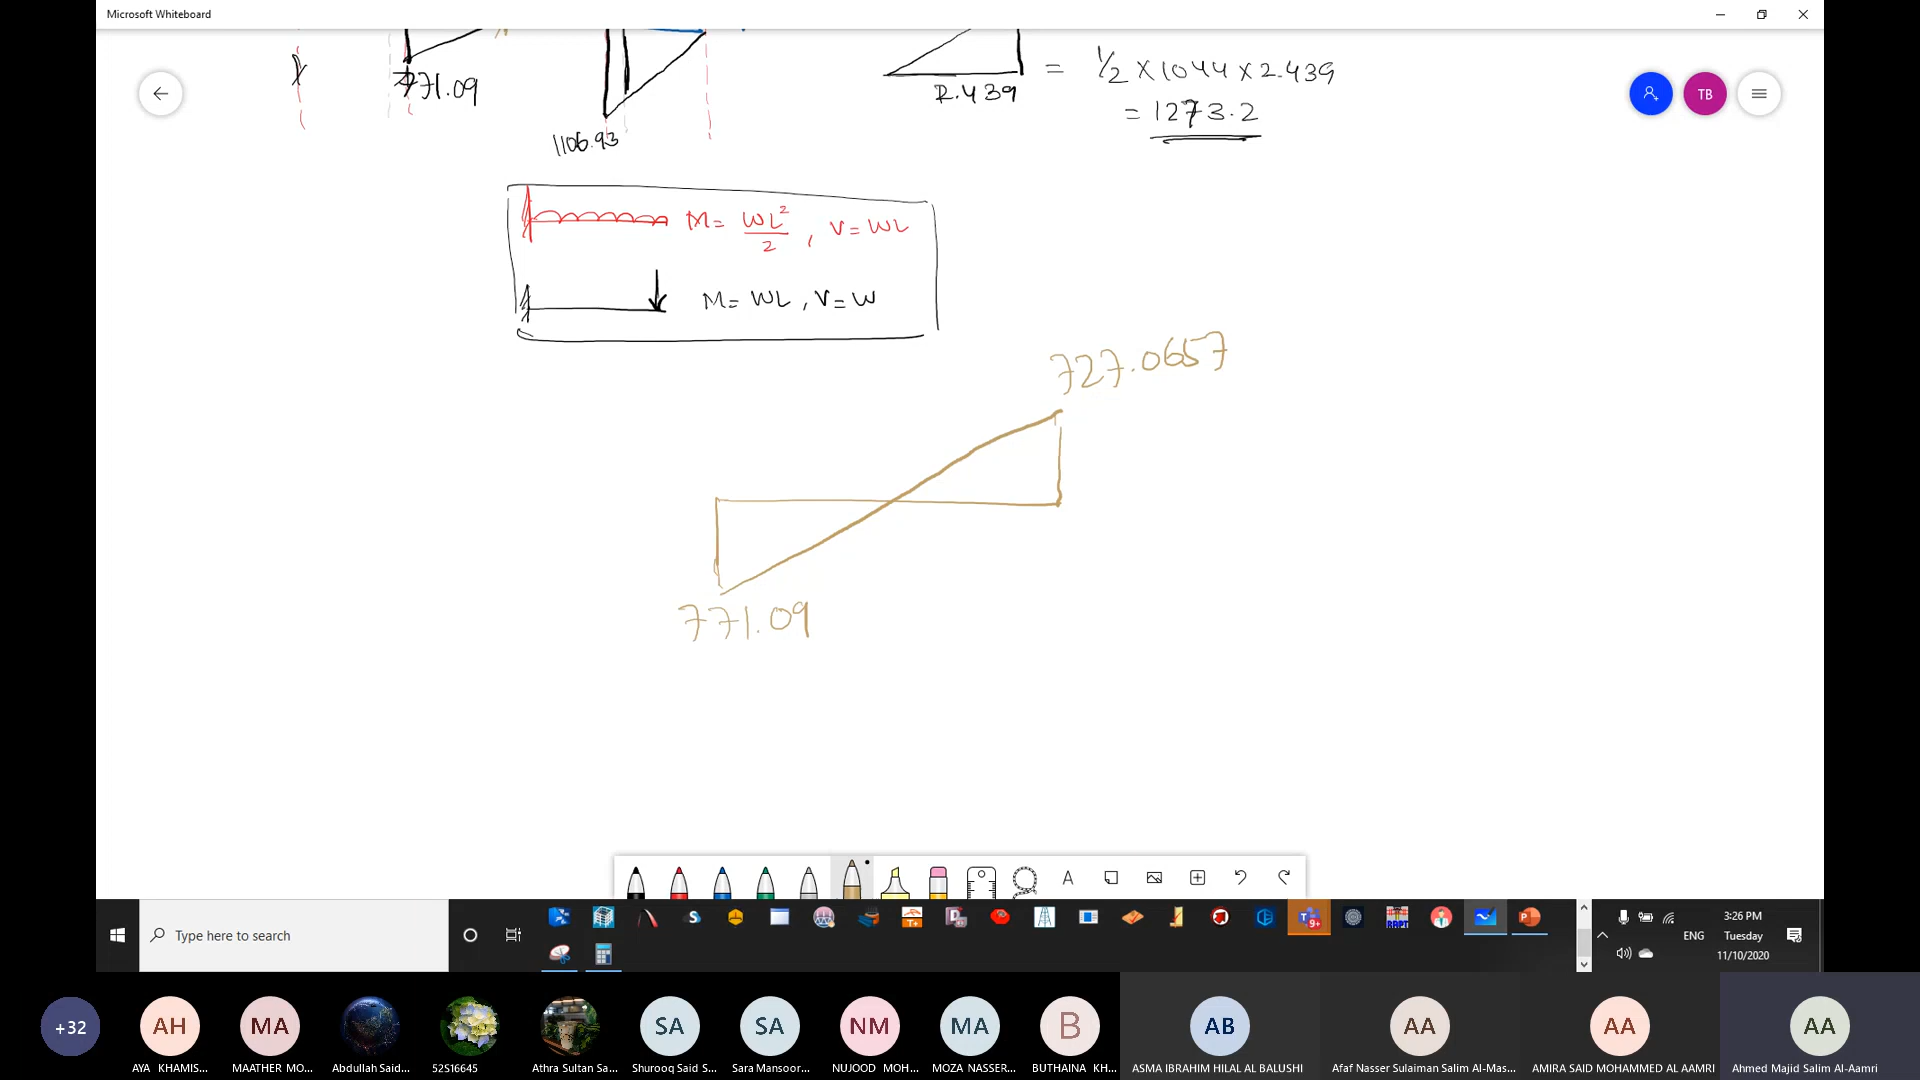 Microsoft Whiteboard
771.09
1106.93
2.439
= 1/2 × 1044 × 2.439
= 1273.2
TB
M = WL²/2 , V = WL
M = WL , V = W
727.0657
771.09
A
Type here to search
9+
ENG
3:26 PM
Tuesday
11/10/2020
+32
AH
MA
SA
SA
NM
MA
B
AB
AA
AA
AA
AYA KHAMIS...
MAATHER MO...
Abdullah Said...
52S16645
Athra Sultan Sa...
Shurooq Said S...
Sara Mansoor...
NUJOOD MOH...
MOZA NASSER...
BUTHAINA KH...
ASMA IBRAHIM HILAL AL BALUSHI
Afaf Nasser Sulaiman Salim Al-Mas...
AMIRA SAID MOHAMMED AL AAMRI
Ahmed Majid Salim Al-Aamri